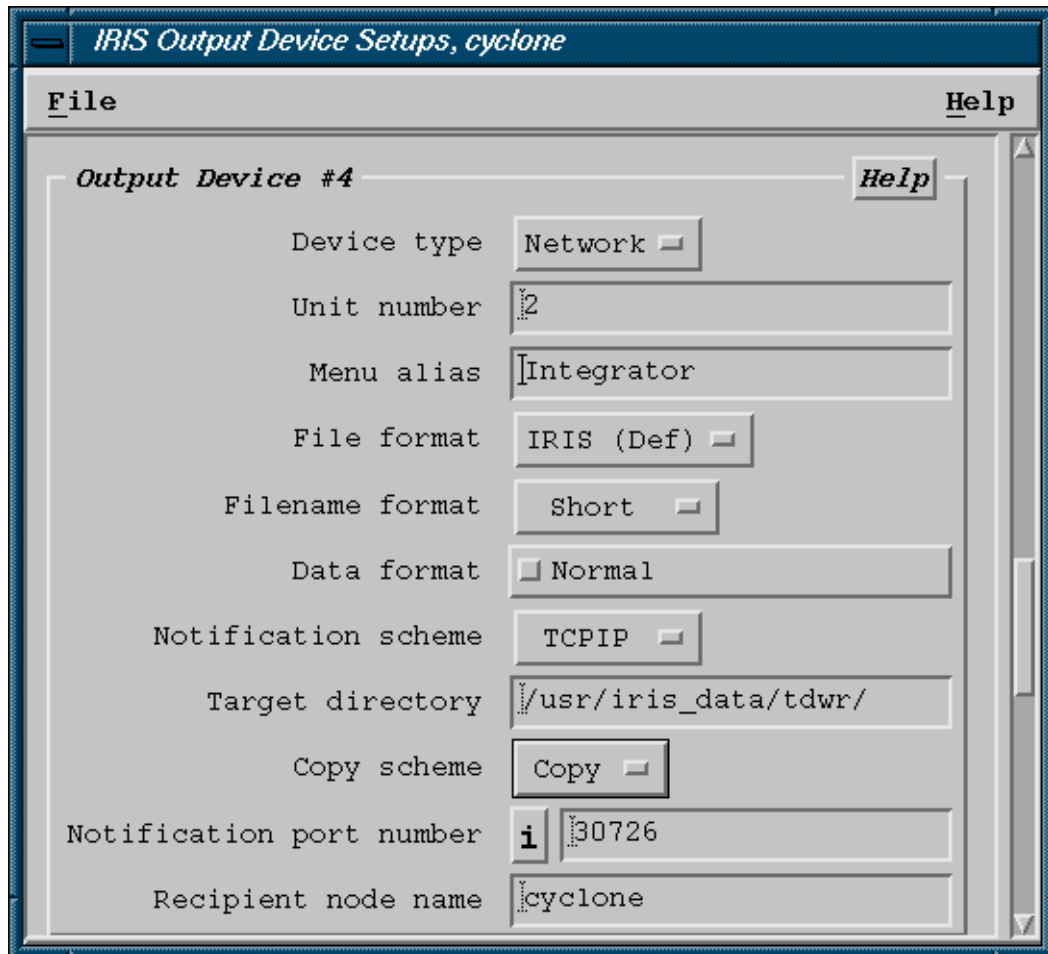 IRIS Output Device Setups, cyclone
File Help
Output Device #4 Help
Device type Network
Unit number 2
Menu alias Integrator
File format IRIS (Def)
Filename format Short
Data format Normal
Notification scheme TCPIP
Target directory /usr/iris_data/tdwr/
Copy scheme Copy
Notification port number i 30726
Recipient node name cyclone